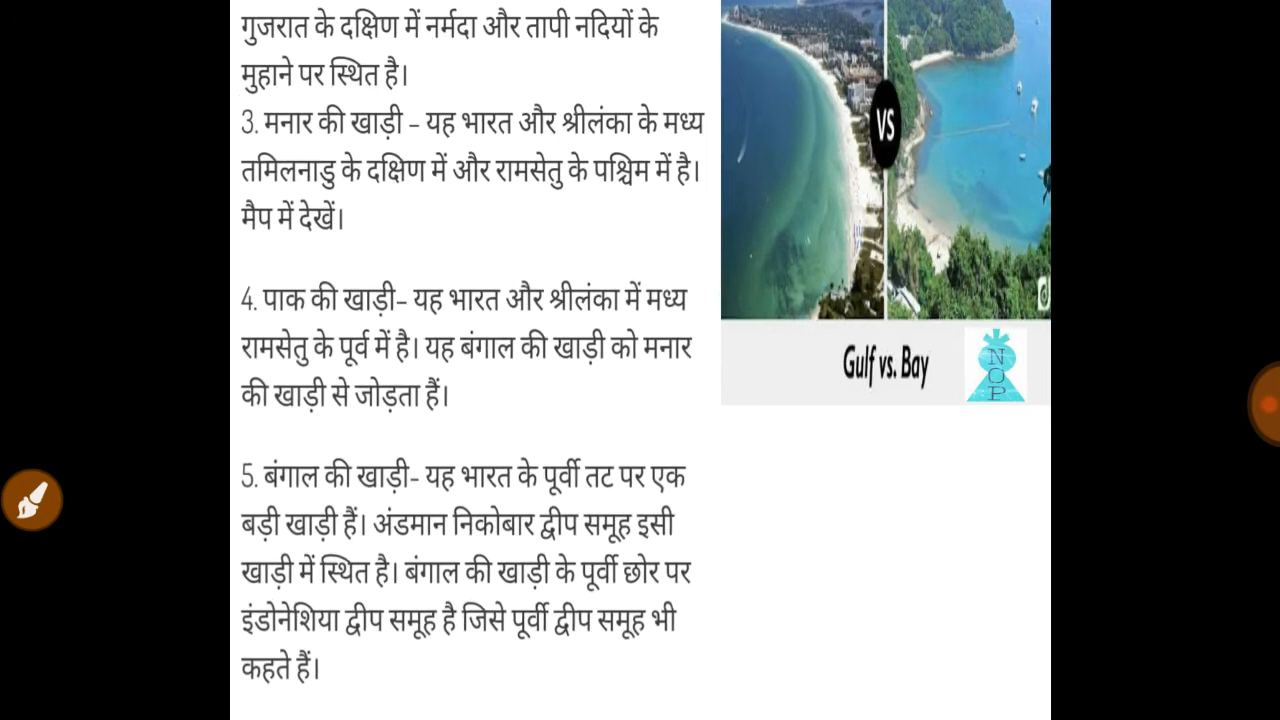 गुजरात के दक्षिण में नर्मदा और तापी नदियों के
मुहाने पर स्थित है।
3. मनार की खाड़ी – यह भारत और श्रीलंका के मध्य
तमिलनाडु के दक्षिण में और रामसेतु के पश्चिम में है।
मैप में देखें।
4. पाक की खाड़ी– यह भारत और श्रीलंका में मध्य
रामसेतु के पूर्व में है। यह बंगाल की खाड़ी को मनार
की खाड़ी से जोड़ता हैं।
5. बंगाल की खाड़ी- यह भारत के पूर्वी तट पर एक
बड़ी खाड़ी हैं। अंडमान निकोबार द्वीप समूह इसी
खाड़ी में स्थित है। बंगाल की खाड़ी के पूर्वी छोर पर
इंडोनेशिया द्वीप समूह है जिसे पूर्वी द्वीप समूह भी
कहते हैं।
VS
Gulf vs. Bay
N
O
P